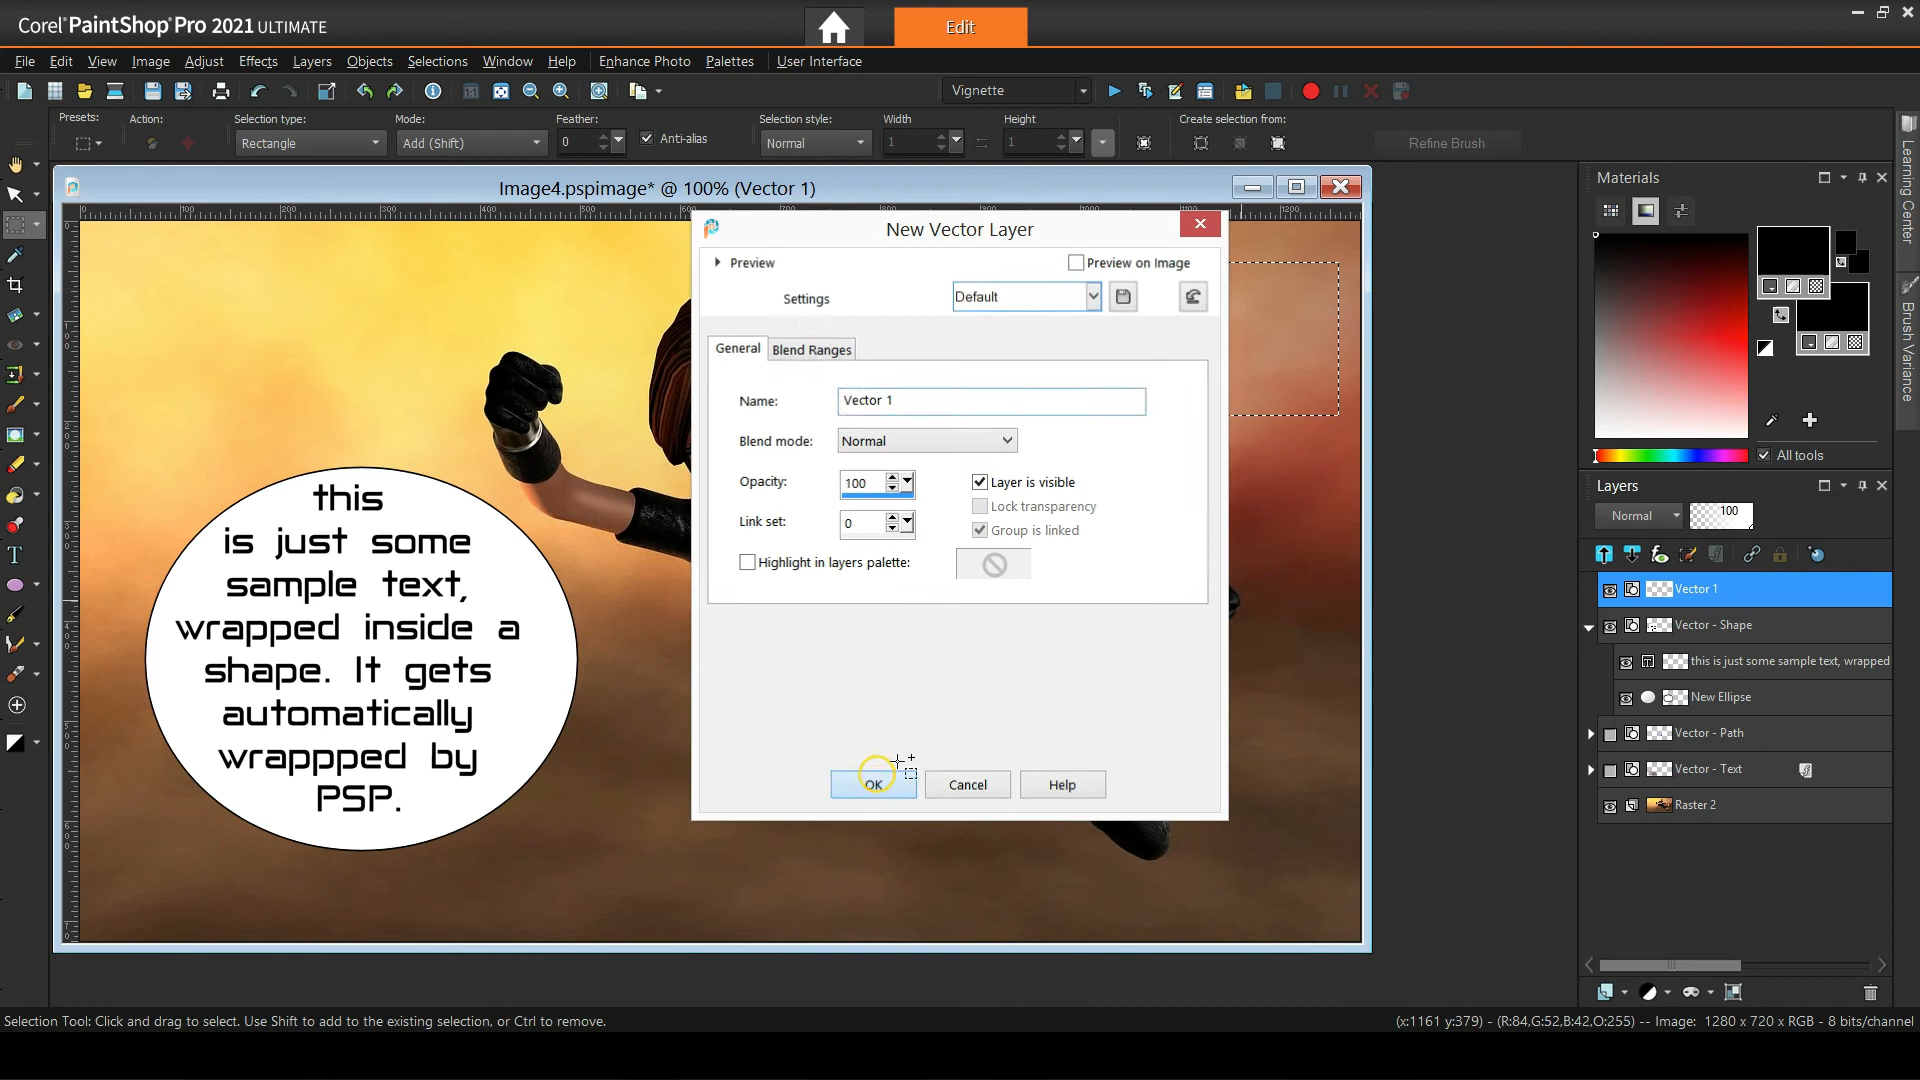 Corel PaintShop Pro 2021 ULTIMATE
Edit
File Edit View Image Adjust Effects Layers Objects Selections Window Help Enhance Photo Palettes User Interface
Vignette
Presets: Action: Selection type: Mode: Feather: Anti-alias Selection style: Width Height Create selection from:
Rectangle Add (Shift) 0 Normal 1 1 Refine Brush
Image4.pspimage* @ 100% (Vector 1)
New Vector Layer
Preview Preview on Image
Settings Default
General Blend Ranges
Name: Vector 1
Blend mode: Normal
Opacity: 100 Layer is visible
Lock transparency
Link set: 0 Group is linked
Highlight in layers palette:
OK Cancel Help
this
is just some
sample text,
wrapped inside a
shape. It gets
automatically
wrappped by
PSP.
Materials
All tools
Layers
Normal 100
Vector 1
Vector - Shape
this is just some sample text, wrapped
New Ellipse
Vector - Path
Vector - Text
Raster 2
Learning Center
Brush Variance
Selection Tool: Click and drag to select. Use Shift to add to the existing selection, or Ctrl to remove.
(x:1161 y:379) - (R:84,G:52,B:42,O:255) -- Image: 1280 x 720 x RGB - 8 bits/channel